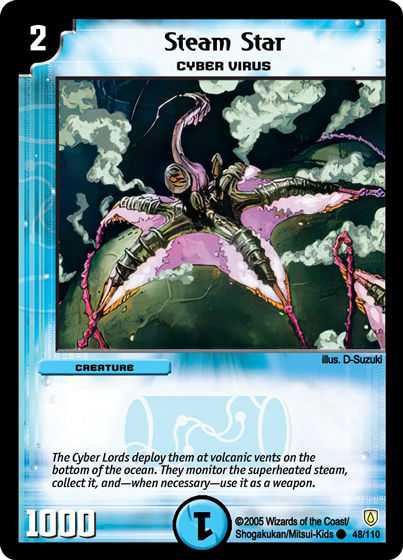 2
Steam Star
CYBER VIRUS
illus. D-Suzuki
CREATURE
The Cyber Lords deploy them at volcanic vents on the
bottom of the ocean. They monitor the superheated steam,
collect it, and—when necessary—use it as a weapon.
1000
1
©2005 Wizards of the Coast/
Shogakukan/Mitsui-Kids ● 48/110